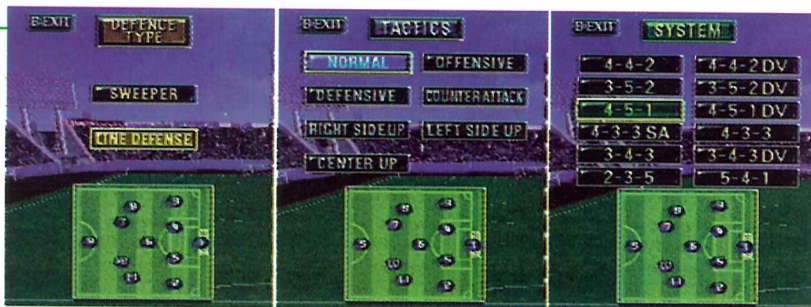 B-EXIT DEFENCE TYPE
SWEEPER
LINE DEFENSE
B-EXIT TACTICS
NORMAL OFFENSIVE
DEFENSIVE COUNTER ATTACK
RIGHT SIDE UP LEFT SIDE UP
CENTER UP
B-EXIT SYSTEM
4-4-2 4-4-2 DV
3-5-2 3-5-2 DV
4-5-1 4-5-1 DV
4-3-3 SA 4-3-3
3-4-3 3-4-3 DV
2-3-5 5-4-1